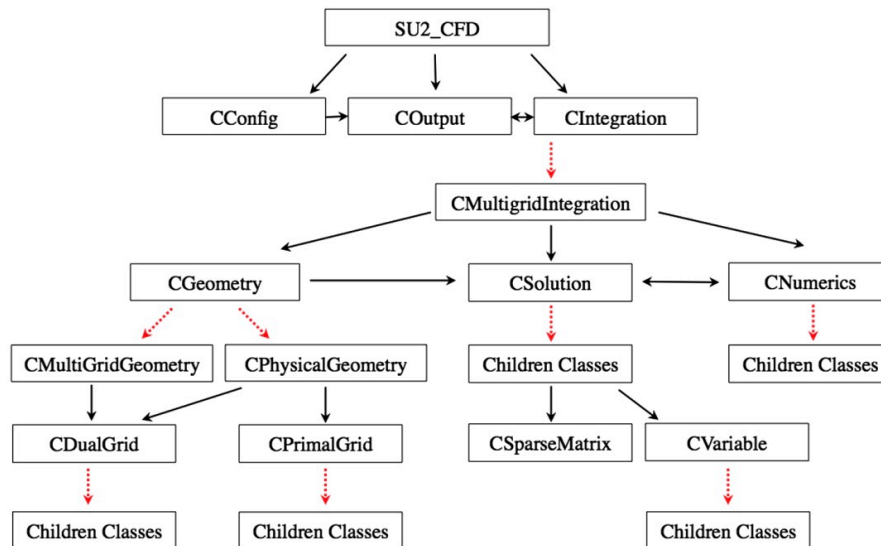 SU2_CFD
CConfig
COutput
CIntegration
CMultigridIntegration
CGeometry
CSolution
CNumerics
CMultiGridGeometry
CPhysicalGeometry
Children Classes
Children Classes
CDualGrid
CPrimalGrid
CSparseMatrix
CVariable
Children Classes
Children Classes
Children Classes